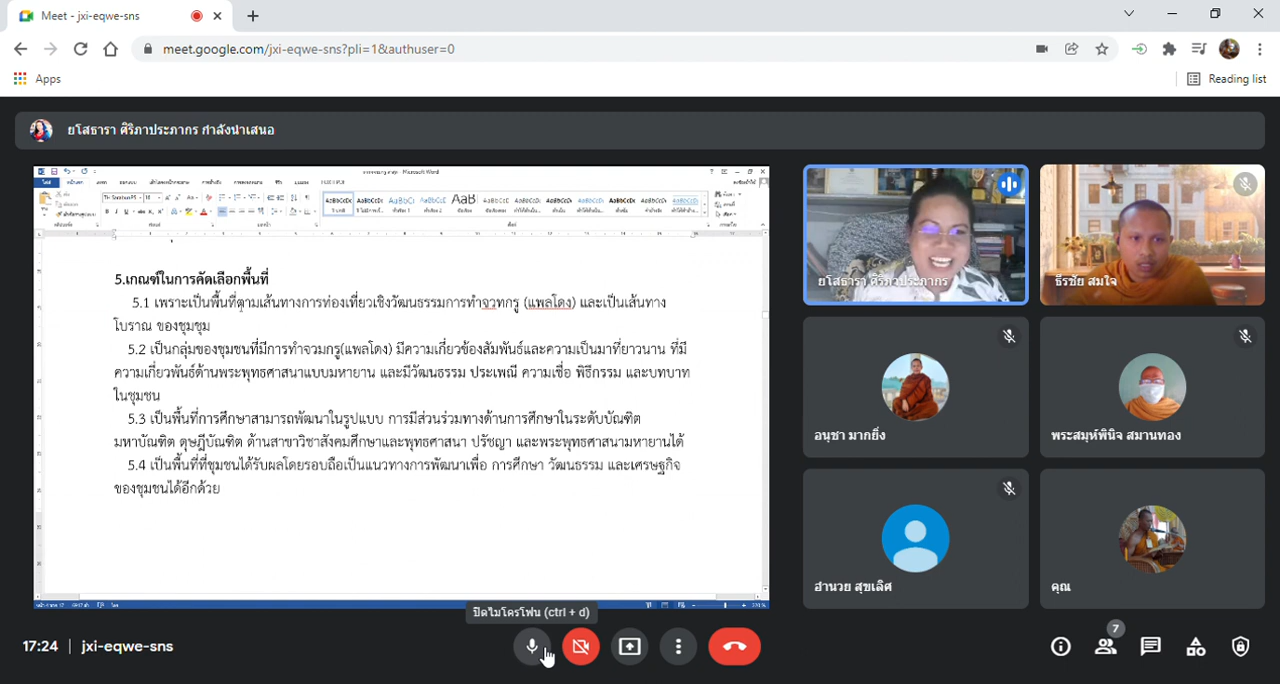 Meet - jxi-eqwe-sns
meet.google.com/jxi-eqwe-sns?pli=1&authuser=0
Apps
Reading list
ยโสธารา ศิริภาประภากร กำลังนำเสนอ
5.เกณฑ์ในการคัดเลือกพื้นที่
5.1 เพราะเป็นพื้นที่ตามเส้นทางการท่องเที่ยวเชิงวัฒนธรรมการทำจวทกรู (แพลโดง) และเป็นเส้นทาง
โบราณ ของชุมชุม
5.2 เป็นกลุ่มของชุมชนที่มีการทำจวมกรู(แพลโดง) มีความเกี่ยวข้องสัมพันธ์และความเป็นมาที่ยาวนาน ที่มี
ความเกี่ยวพันธ์ด้านพระพุทธศาสนาแบบมหายาน และมีวัฒนธรรม ประเพณี ความเชื่อ พิธีกรรม และบทบาท
ในชุมชน
5.3 เป็นพื้นที่การศึกษาสามารถพัฒนาในรูปแบบ การมีส่วนร่วมทางด้านการศึกษาในระดับบัณฑิต
มหาบัณฑิต ดุษฎีบัณฑิต ด้านสาขาวิชาสังคมศึกษาและพุทธศาสนา ปรัชญา และพระพุทธศาสนามหายานได้
5.4 เป็นพื้นที่ที่ชุมชนได้รับผลโดยรอบถือเป็นแนวทางการพัฒนาเพื่อ การศึกษา วัฒนธรรม และเศรษฐกิจ
ของชุมชนได้อีกด้วย
ยโสธารา ศิริภาประภากร
ธีรชัย สมใจ
อนุชา มากยิ่ง
พระสมุห์พินิจ สมานทอง
อำนวย สุขเลิศ
คุณ
ปิดไมโครโฟน (ctrl + d)
17:24 | jxi-eqwe-sns
7